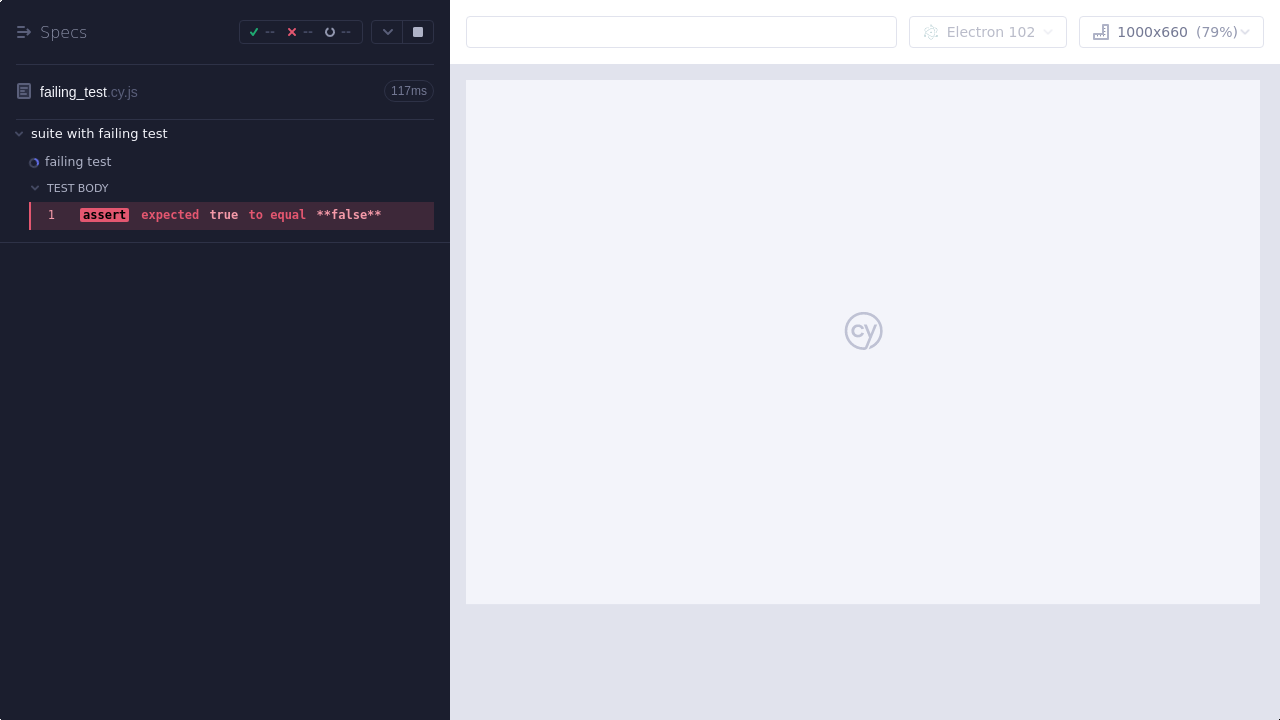 Specs
--
--
--
Electron 102
1000x660 (79%)
failing_test.cy.js
117ms
suite with failing test
failing test
TEST BODY
1 assert expected true to equal **false**
cy